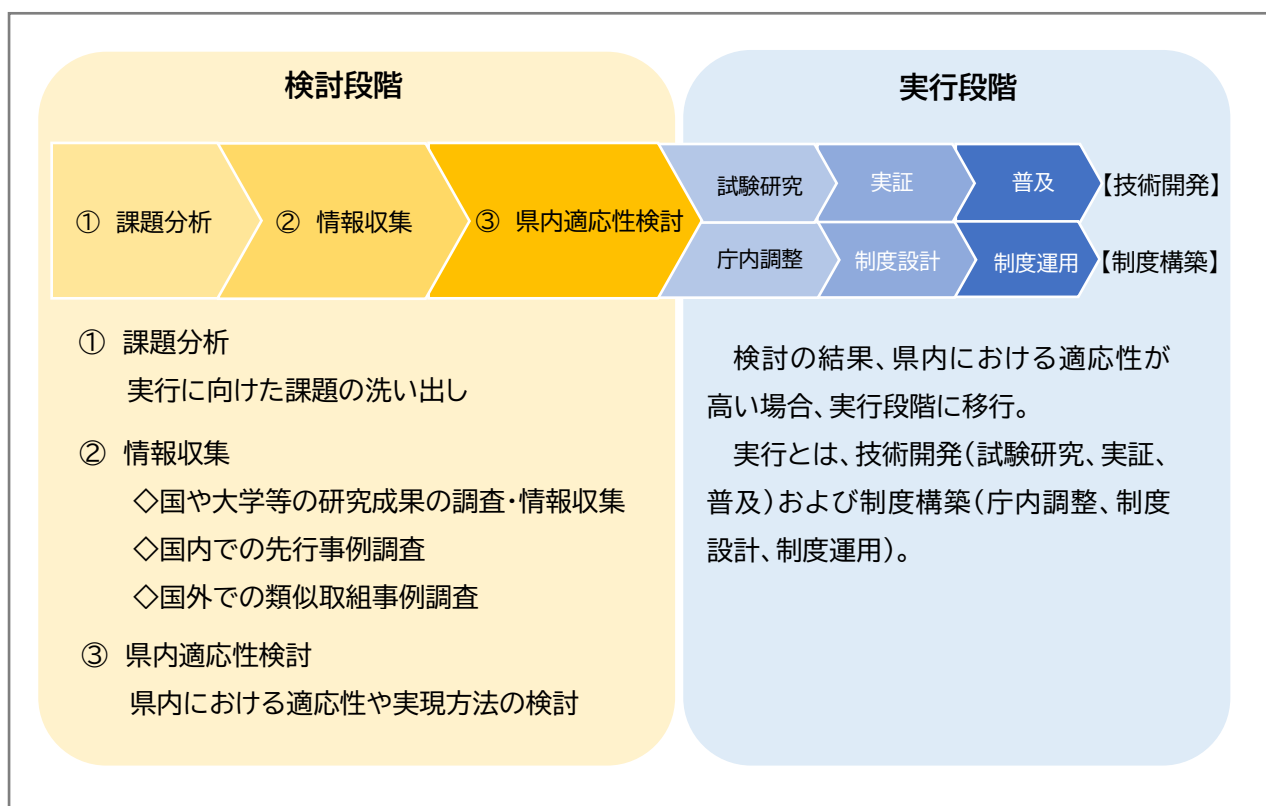 検討段階
実行段階
① 課題分析
② 情報収集
③ 県内適応性検討
試験研究
実証
普及
【技術開発】
庁内調整
制度設計
制度運用
【制度構築】
① 課題分析
実行に向けた課題の洗い出し
② 情報収集
◇国や大学等の研究成果の調査・情報収集
◇国内での先行事例調査
◇国外での類似取組事例調査
③ 県内適応性検討
県内における適応性や実現方法の検討
検討の結果、県内における適応性が
高い場合、実行段階に移行。
実行とは、技術開発(試験研究、実証、
普及)および制度構築(庁内調整、制度
設計、制度運用)。